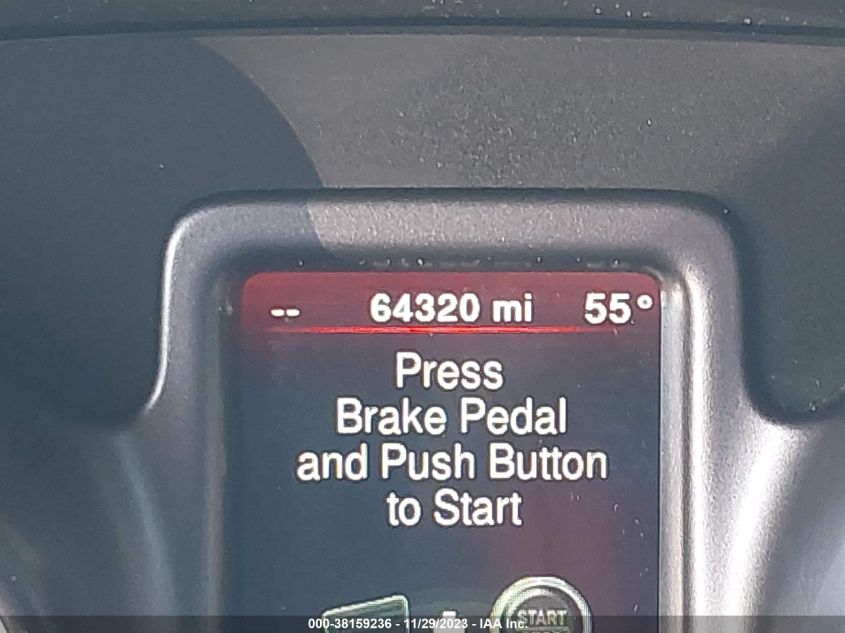 -- 64320 mi 55°
Press
Brake Pedal
and Push Button
to Start
START
000-38159236 - 11/29/2023 - IAA Inc.